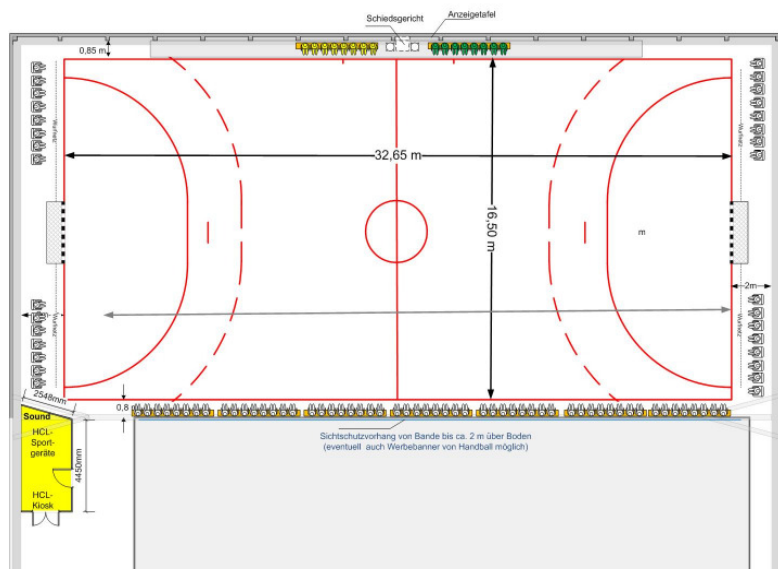 Schiedsgericht
Anzeigetafel
0,85 m
32,65 m
16,50 m
m
2m
2548mm
0,8
Sound
HCL-
Sport-
geräte
4450mm
HCL-
Kiosk
Sichtschutzvorhang von Bande bis ca. 2 m über Boden
(eventuell auch Werbebanner von Handball möglich)